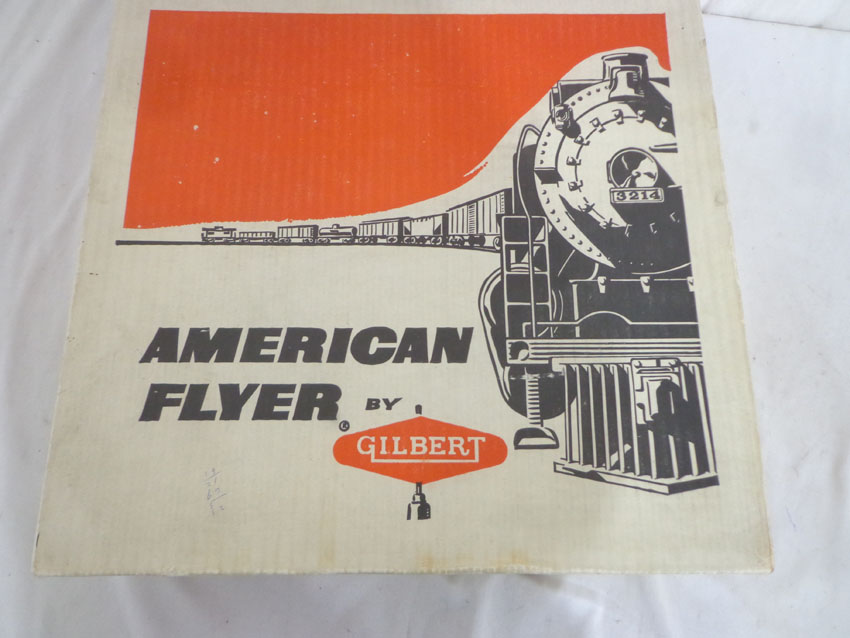 3214
AMERICAN
FLYER® BY
GILBERT